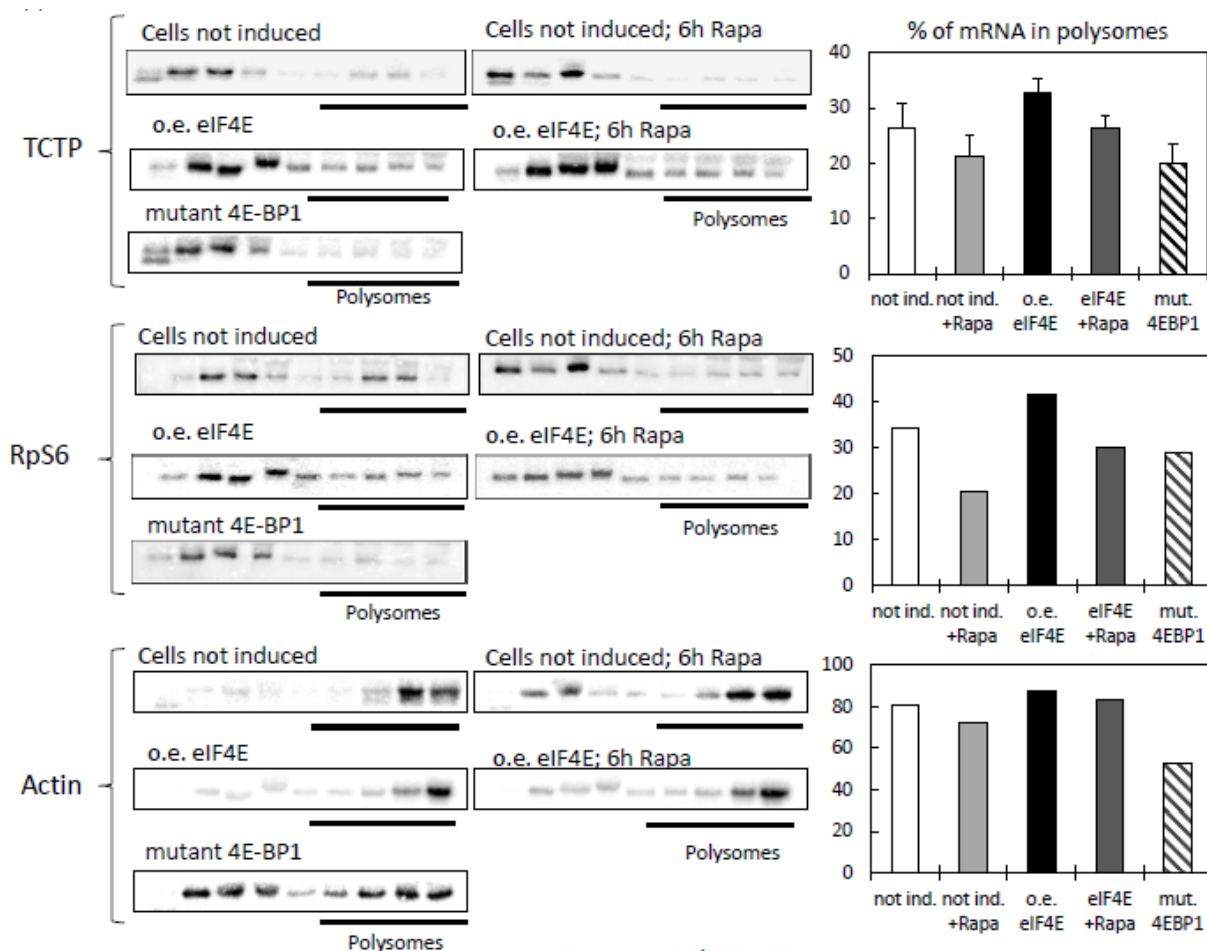 Cells not induced
Cells not induced; 6h Rapa
% of mRNA in polysomes
TCTP
o.e. eIF4E
o.e. eIF4E; 6h Rapa
mutant 4E-BP1
Polysomes
Polysomes
40
30
20
10
0
not ind.
not ind.
+Rapa
o.e.
eIF4E
eIF4E
+Rapa
mut.
4EBP1
Cells not induced
Cells not induced; 6h Rapa
RpS6
o.e. eIF4E
o.e. eIF4E; 6h Rapa
mutant 4E-BP1
Polysomes
Polysomes
50
40
30
20
10
0
not ind.
not ind.
+Rapa
o.e.
eIF4E
eIF4E
+Rapa
mut.
4EBP1
Cells not induced
Cells not induced; 6h Rapa
Actin
o.e. eIF4E
o.e. eIF4E; 6h Rapa
mutant 4E-BP1
Polysomes
Polysomes
100
80
60
40
20
0
not ind.
not ind.
+Rapa
o.e.
eIF4E
eIF4E
+Rapa
mut.
4EBP1